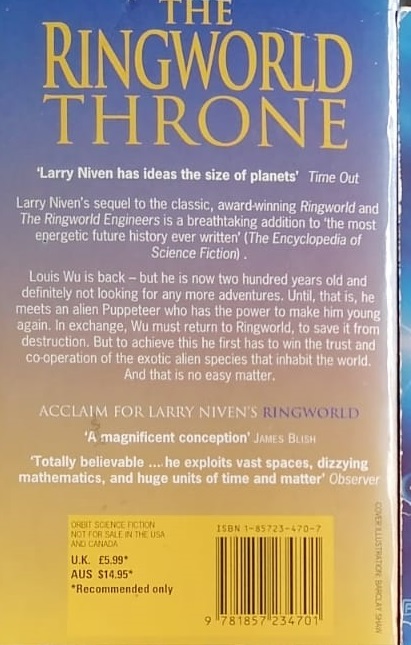 THE
RINGWORLD
THRONE
'Larry Niven has ideas the size of planets' Time Out
Larry Niven's sequel to the classic, award-winning Ringworld and
The Ringworld Engineers is a breathtaking addition to 'the most
energetic future history ever written' (The Encyclopedia of
Science Fiction) .
Louis Wu is back – but he is now two hundred years old and
definitely not looking for any more adventures. Until, that is, he
meets an alien Puppeteer who has the power to make him young
again. In exchange, Wu must return to Ringworld, to save it from
destruction. But to achieve this he first has to win the trust and
co-operation of the exotic alien species that inhabit the world.
And that is no easy matter.
ACCLAIM FOR LARRY NIVEN'S RINGWORLD
'A magnificent conception' JAMES BLISH
'Totally believable ... he exploits vast spaces, dizzying
mathematics, and huge units of time and matter' Observer
ORBIT SCIENCE FICTION
NOT FOR SALE IN THE USA
AND CANADA
U.K. £5.99*
AUS $14.95*
*Recommended only
ISBN 1-85723-470-7
9 781857 234701
COVER ILLUSTRATION: BARCLAY SHAW